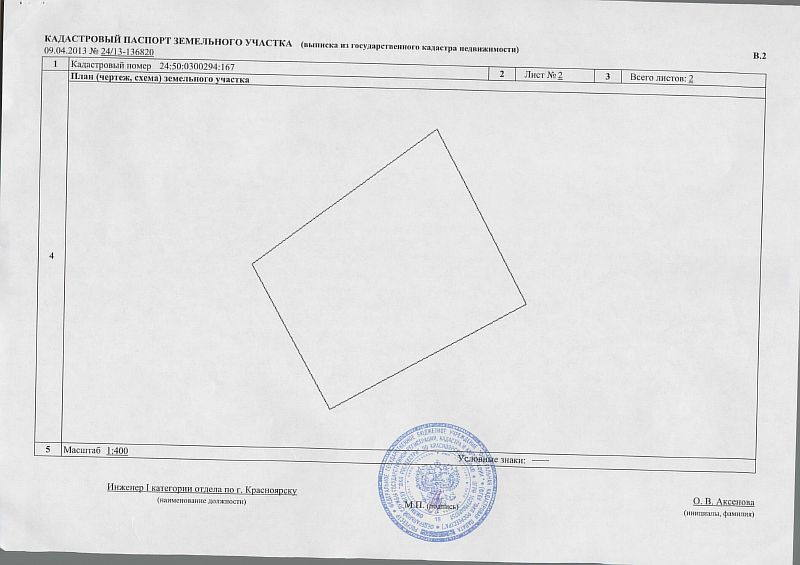 КАДАСТРОВЫЙ ПАСПОРТ ЗЕМЕЛЬНОГО УЧАСТКА (выписка из государственного кадастра недвижимости)
09.04.2013 № 24/13-136820
В.2
1 Кадастровый номер 24:50:0300294:167 2 Лист № 2 3 Всего листов: 2
План (чертеж, схема) земельного участка
4
5 Масштаб 1:400 Условные знаки:
Инженер I категории отдела по г. Красноярску
(наименование должности)
М.П. (подпись)
О. В. Аксенова
(инициалы, фамилия)